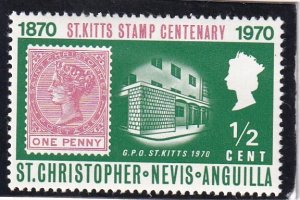 1870 ST.KITTS STAMP CENTENARY 1970
ONE PENNY
G.P.O. ST.KITTS 1970
1/2
CENT
ST. CHRISTOPHER • NEVIS • ANGUILLA